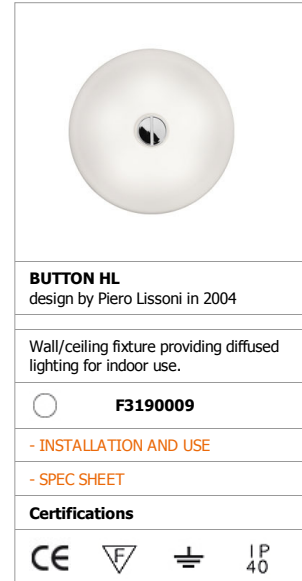 BUTTON HL
design by Piero Lissoni in 2004
Wall/ceiling fixture providing diffused
lighting for indoor use.
F3190009
- INSTALLATION AND USE
- SPEC SHEET
Certifications
CE F IP
40